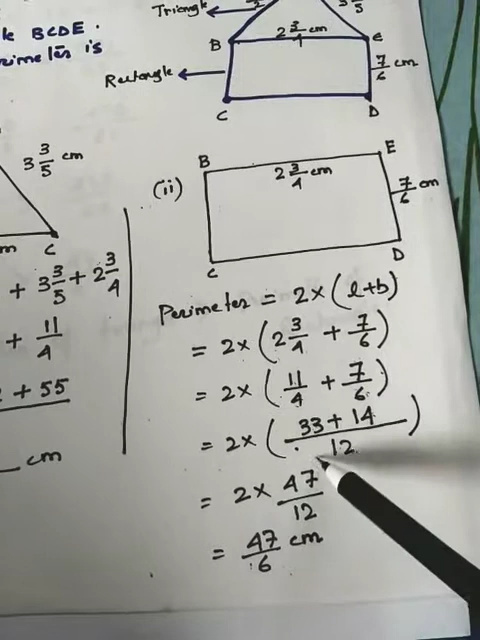 Triangle
BCDE.
is
B
2 3/4 cm
E
7/6 cm
Rectangle
C
D
3 3/5 cm
C
+ 3 3/5 + 2 3/4
+ 11/4
+ 55
cm
(ii)
B
2 3/4 cm
E
7/6 cm
C
D
Perimeter = 2 × (l+b)
= 2 × (2 3/4 + 7/6)
= 2 × (11/4 + 7/6)
= 2 × (33 + 14 / 12)
= 2 × 47/12
= 47/6 cm